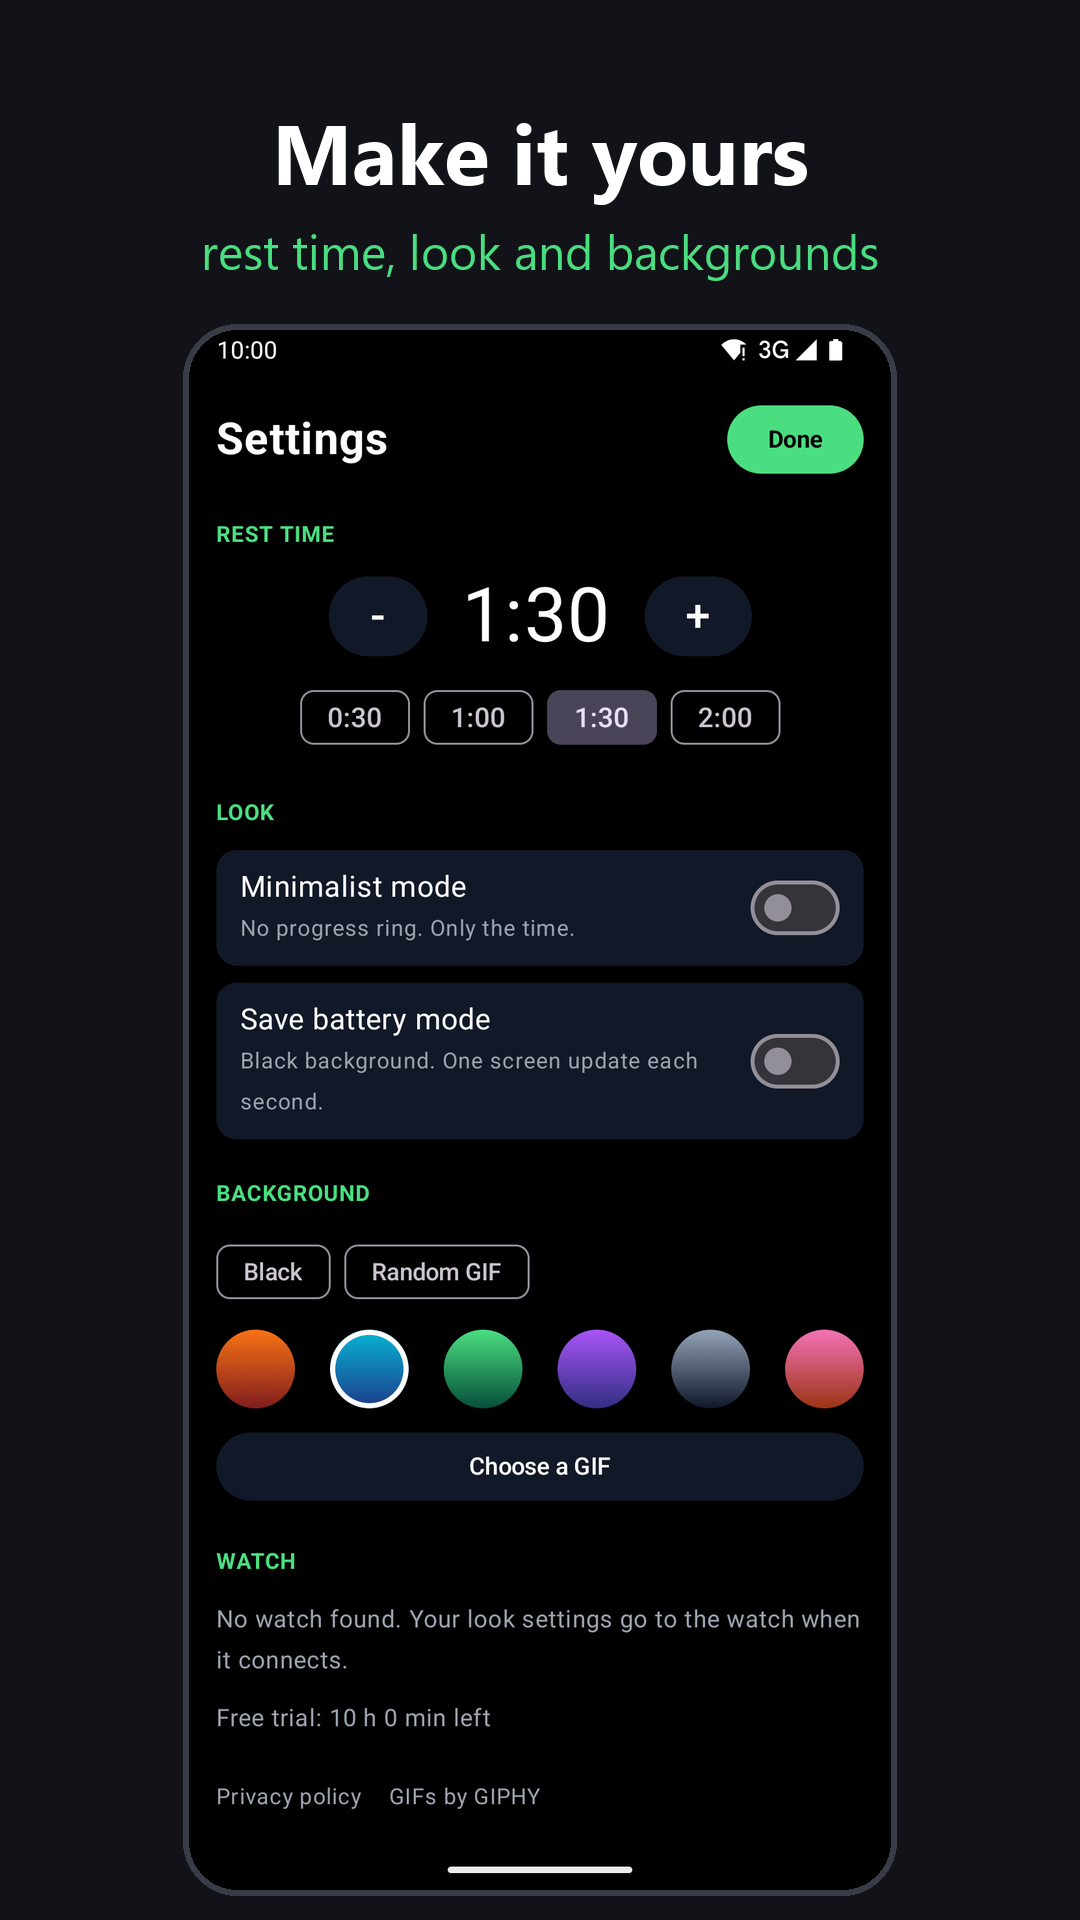 Make it yours
rest time, look and backgrounds
10:00 3G
Settings Done
REST TIME
- 1:30 +
0:30 1:00 1:30 2:00
LOOK
Minimalist mode
No progress ring. Only the time.
Save battery mode
Black background. One screen update each
second.
BACKGROUND
Black Random GIF
Choose a GIF
WATCH
No watch found. Your look settings go to the watch when
it connects.
Free trial: 10 h 0 min left
Privacy policy GIFs by GIPHY